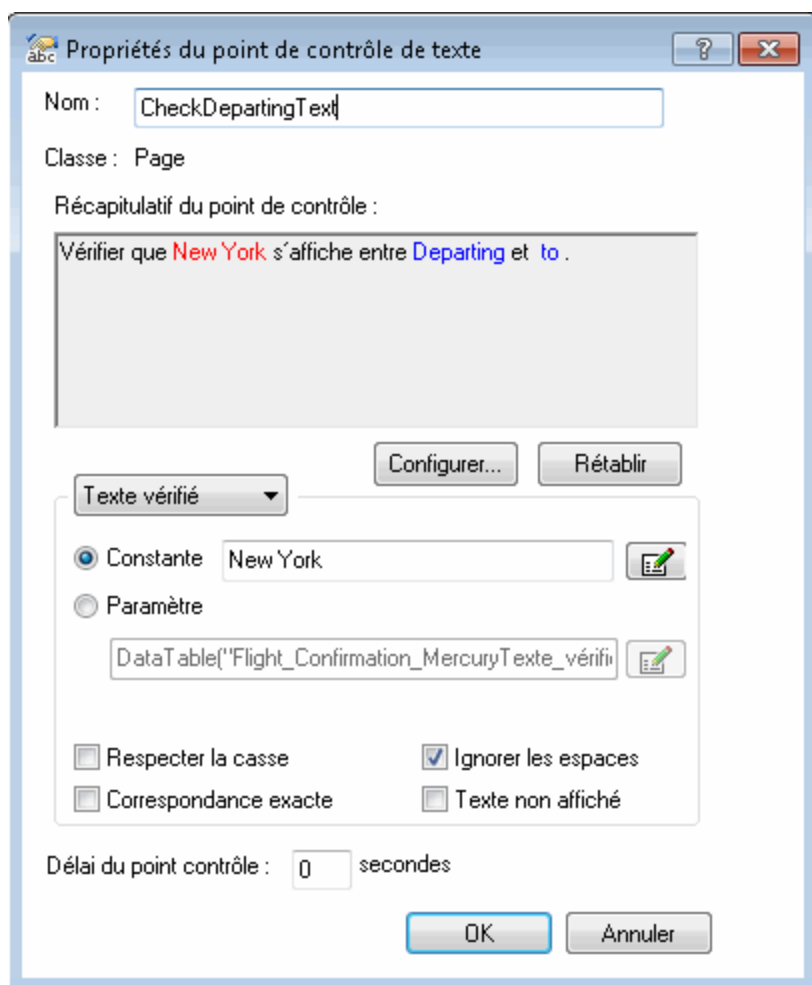 abc
Propriétés du point de contrôle de texte
?
Nom : CheckDepartingText
Classe : Page
Récapitulatif du point de contrôle :
Vérifier que New York s´affiche entre Departing et to .
Configurer... Rétablir
Texte vérifié
Constante New York
Paramètre
DataTable("Flight_Confirmation_MercuryTexte_vérifi
Respecter la casse Ignorer les espaces
Correspondance exacte Texte non affiché
Délai du point contrôle : 0 secondes
OK Annuler